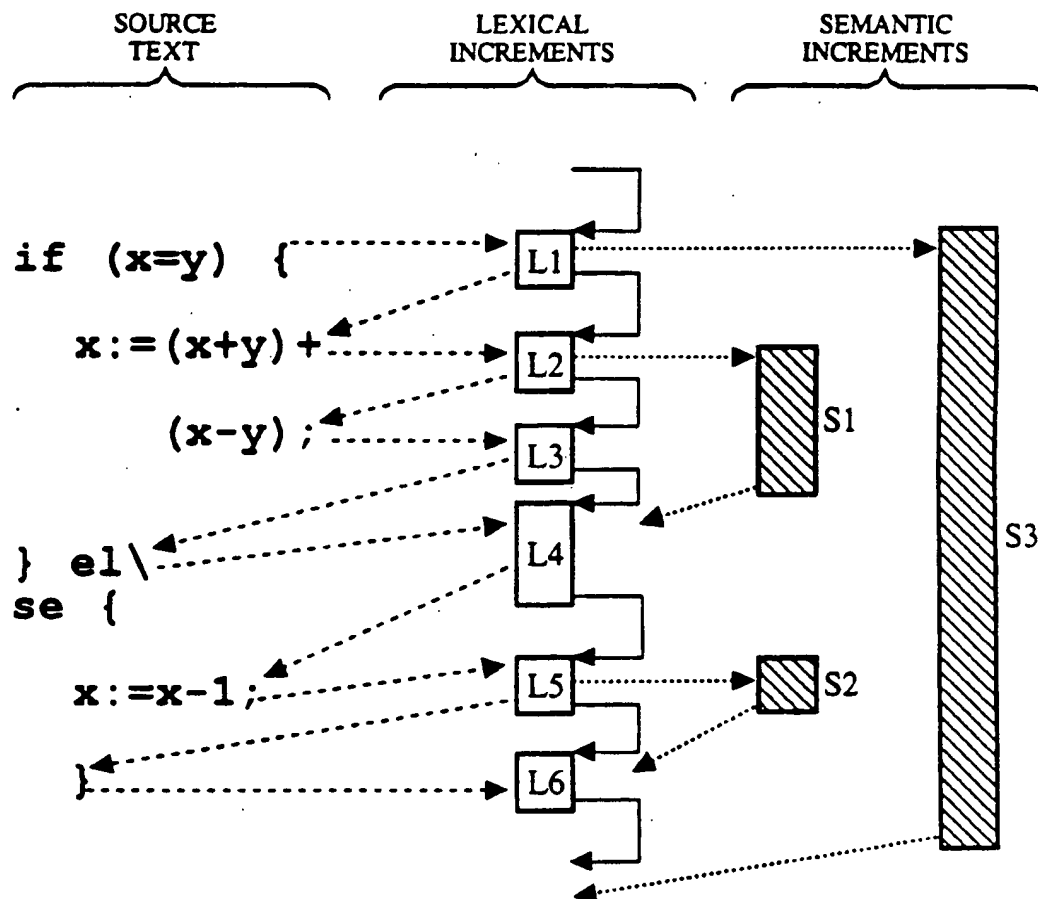 SOURCE
TEXT
LEXICAL
INCREMENTS
SEMANTIC
INCREMENTS
if (x=y) {
L1
x:=(x+y)+
L2
S1
(x-y);
L3
} el\
L4
S3
se {
x:=x-1;
L5
S2
}
L6